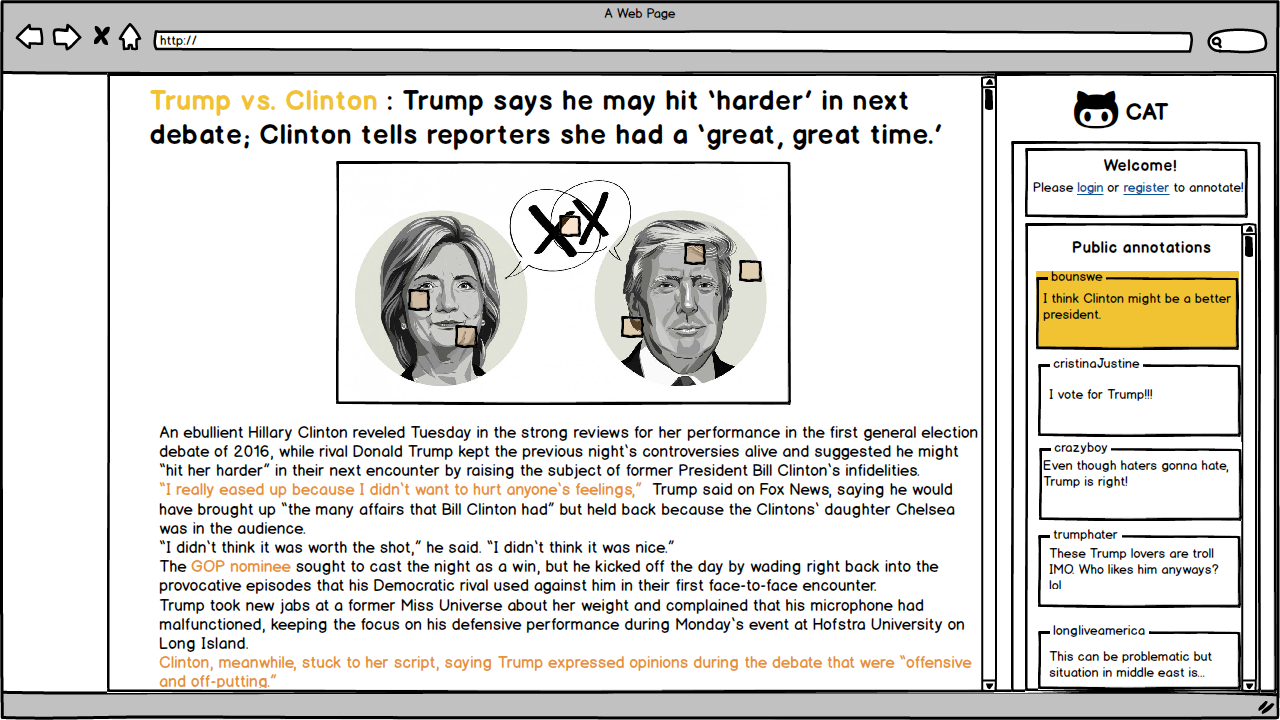 A Web Page
http://
Trump vs. Clinton : Trump says he may hit ‘harder’ in next
debate; Clinton tells reporters she had a ‘great, great time.’
An ebullient Hillary Clinton reveled Tuesday in the strong reviews for her performance in the first general election
debate of 2016, while rival Donald Trump kept the previous night‘s controversies alive and suggested he might
“hit her harder” in their next encounter by raising the subject of former President Bill Clinton‘s infidelities.
“I really eased up because I didn‘t want to hurt anyone‘s feelings,” Trump said on Fox News, saying he would
have brought up “the many affairs that Bill Clinton had” but held back because the Clintons‘ daughter Chelsea
was in the audience.
“I didn‘t think it was worth the shot,” he said. “I didn‘t think it was nice.”
The GOP nominee sought to cast the night as a win, but he kicked off the day by wading right back into the
provocative episodes that his Democratic rival used against him in their first face-to-face encounter.
Trump took new jabs at a former Miss Universe about her weight and complained that his microphone had
malfunctioned, keeping the focus on his defensive performance during Monday‘s event at Hofstra University on
Long Island.
Clinton, meanwhile, stuck to her script, saying Trump expressed opinions during the debate that were “offensive
and off-putting.”
CAT
Welcome!
Please login or register to annotate!
Public annotations
bounswe
I think Clinton might be a better
president.
cristinaJustine
I vote for Trump!!!
crazyboy
Even though haters gonna hate,
Trump is right!
trumphater
These Trump lovers are troll
IMO. Who likes him anyways?
lol
longliveamerica
This can be problematic but
situation in middle east is...